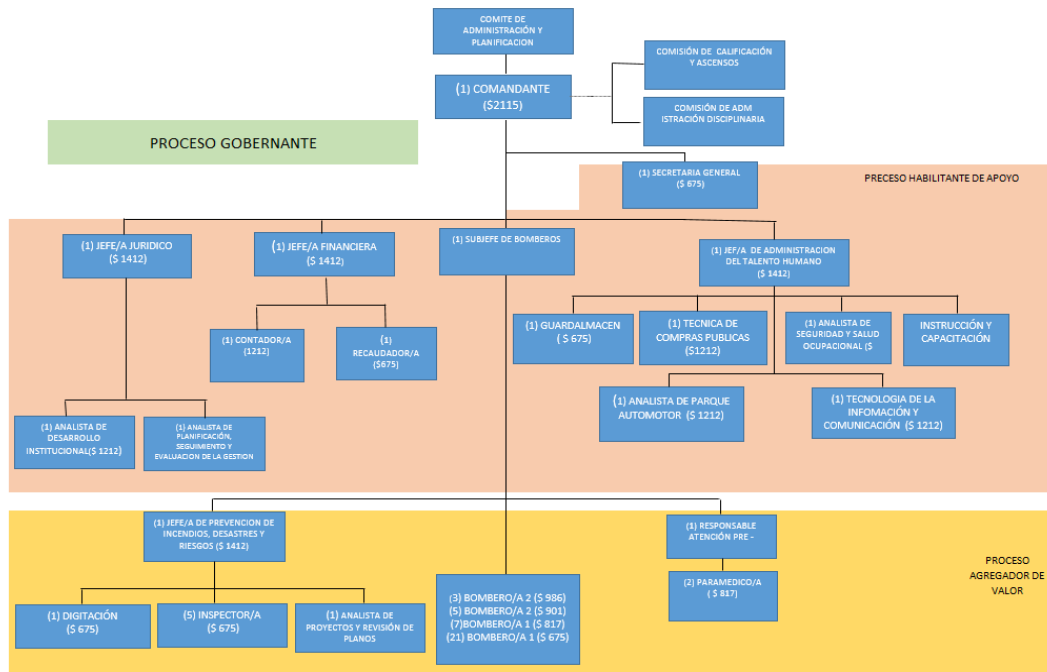 COMITE DE
ADMINISTRACIÓN Y
PLANIFICACION
(1) COMANDANTE
($2115)
COMISIÓN DE CALIFICACIÓN
Y ASCENSOS
COMISIÓN DE ADM
ISTRACIÓN DISCIPLINARIA
PROCESO GOBERNANTE
(1) SECRETARIA GENERAL
($ 675)
PRECESO HABILITANTE DE APOYO
(1) JEFE/A JURIDICO
($ 1412)
(1) JEFE/A FINANCIERA
($ 1412)
(1) SUBJEFE DE BOMBEROS
(1) JEF/A DE ADMINISTRACION
DEL TALENTO HUMANO
($ 1412)
(1) CONTADOR/A
(1212)
(1)
RECAUDADOR/A
($675)
(1) GUARDALMACEN
( $ 675)
(1) TECNICA DE
COMPRAS PUBLICAS
($1212)
(1) ANALISTA DE
SEGURIDAD Y SALUD
OCUPACIONAL ($
INSTRUCCIÓN Y
CAPACITACIÓN
(1) ANALISTA DE PARQUE
AUTOMOTOR ($ 1212)
(1) TECNOLOGIA DE LA
INFOMACIÓN Y
COMUNICACIÓN ($ 1212)
(1) ANALISTA DE
DESARROLLO
INSTITUCIONAL($ 1212)
(1) ANALISTA DE
PLANIFICACIÓN,
SEGUIMIENTO Y
EVALUACION DE LA GESTION
(1) JEFE/A DE PREVENCION DE
INCENDIOS, DESASTRES Y
RIESGOS ($ 1412)
(1) RESPONSABLE
ATENCIÓN PRE -
PROCESO
AGREGADOR DE
VALOR
(1) DIGITACIÓN
($ 675)
(5) INSPECTOR/A
($ 675)
(1) ANALISTA DE
PROYECTOS Y REVISIÓN DE
PLANOS
(3) BOMBERO/A 2 ($ 986)
(5) BOMBERO/A 2 ($ 901)
(7)BOMBERO/A 1 ($ 817)
(21) BOMBERO/A 1 ($ 675)
(2) PARAMEDICO/A
( $ 817)